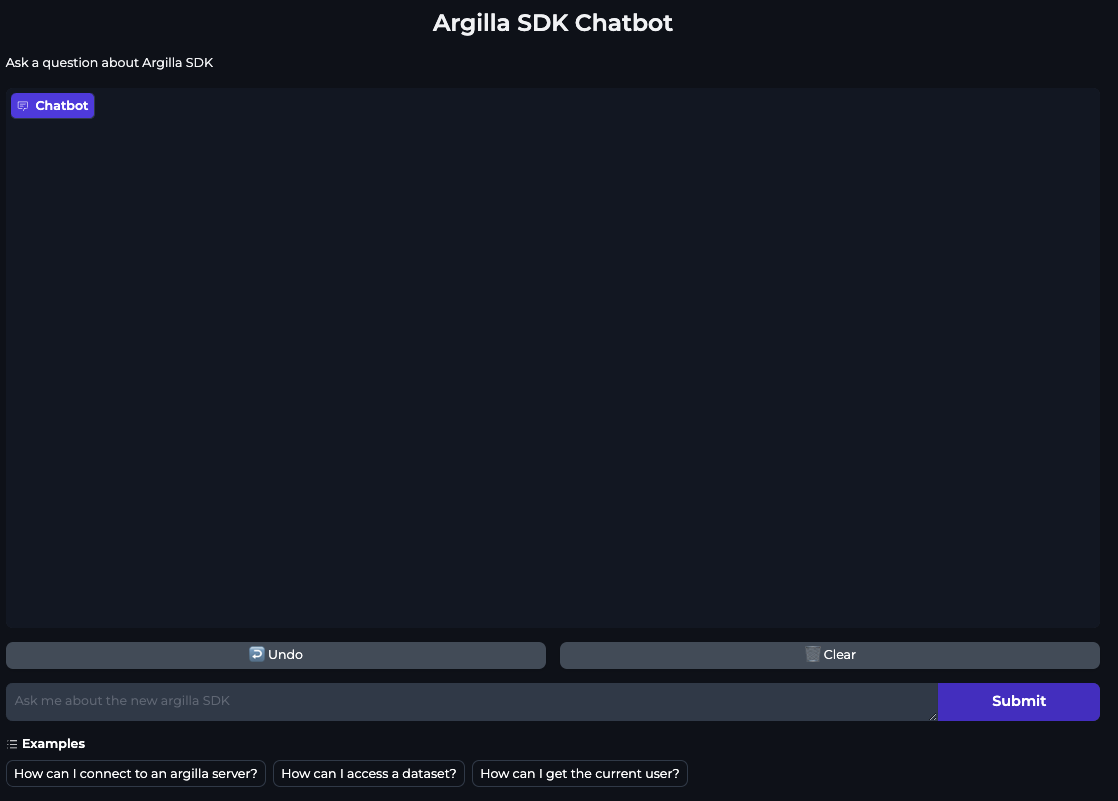 Argilla SDK Chatbot
Ask a question about Argilla SDK
Chatbot
Undo
Clear
Ask me about the new argilla SDK
Submit
Examples
How can I connect to an argilla server?
How can I access a dataset?
How can I get the current user?